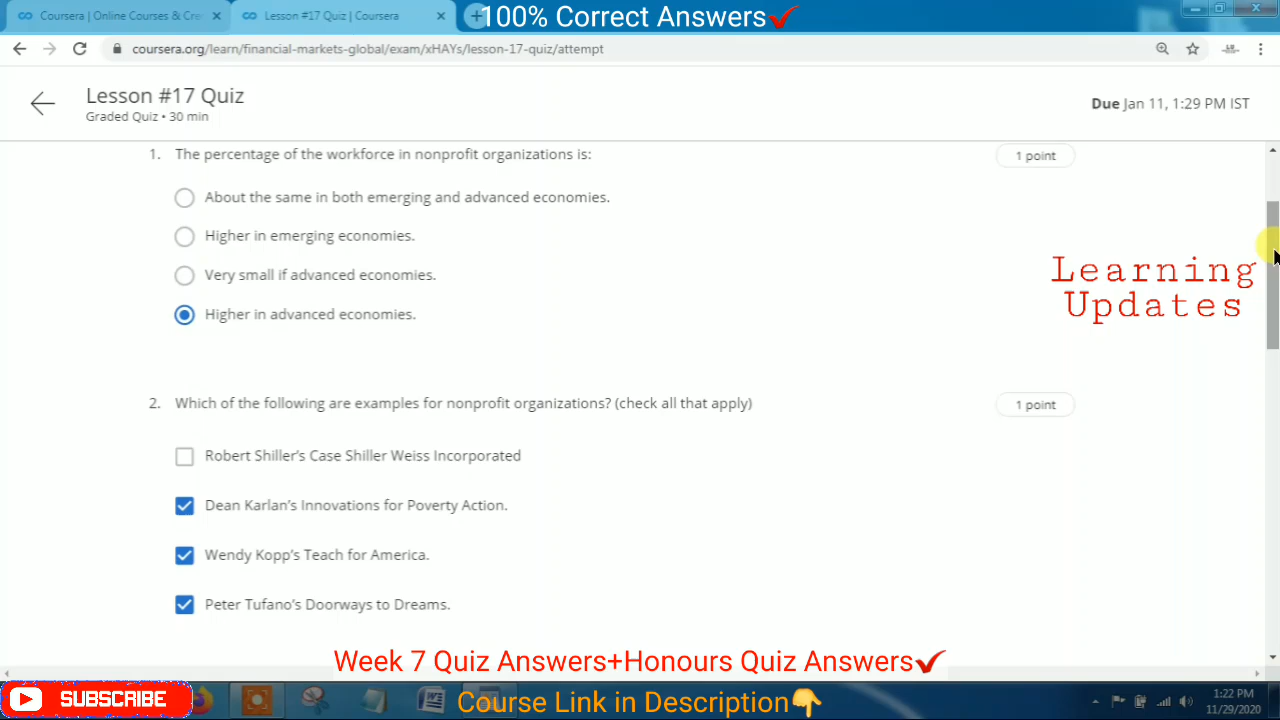 Coursera | Online Courses & Cre
Lesson #17 Quiz | Coursera
100% Correct Answers
coursera.org/learn/financial-markets-global/exam/xHAYs/lesson-17-quiz/attempt
Lesson #17 Quiz
Graded Quiz • 30 min
Due Jan 11, 1:29 PM IST
1. The percentage of the workforce in nonprofit organizations is:
1 point
About the same in both emerging and advanced economies.
Higher in emerging economies.
Very small if advanced economies.
Higher in advanced economies.
Learning
Updates
2. Which of the following are examples for nonprofit organizations? (check all that apply)
1 point
Robert Shiller's Case Shiller Weiss Incorporated
Dean Karlan's Innovations for Poverty Action.
Wendy Kopp's Teach for America.
Peter Tufano's Doorways to Dreams.
Week 7 Quiz Answers+Honours Quiz Answers
SUBSCRIBE
Course Link in Description
1:22 PM
11/29/2020